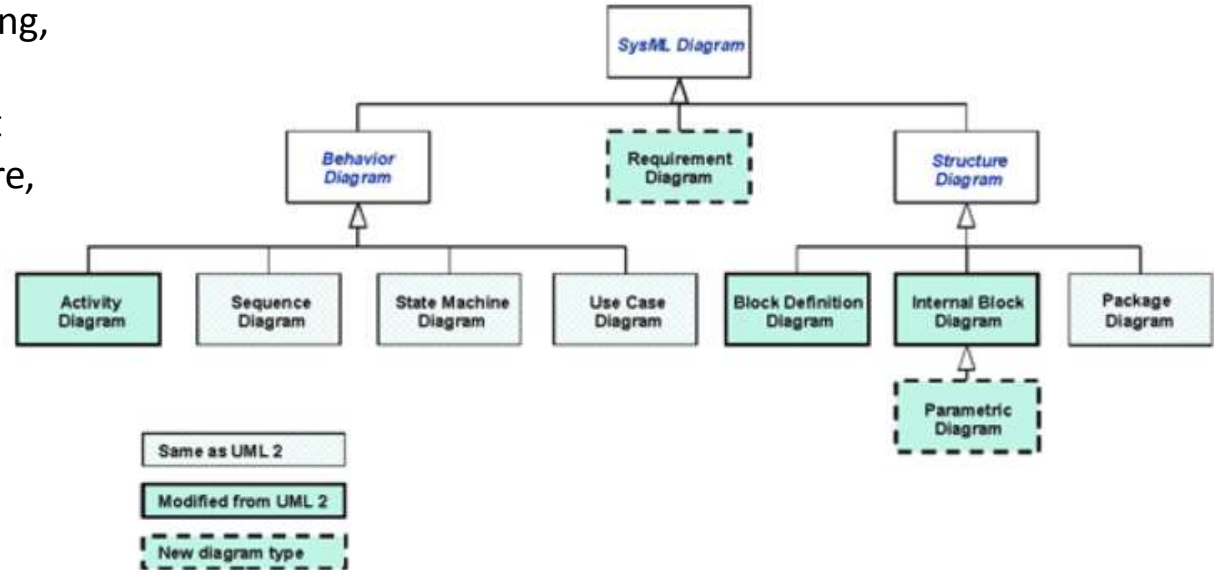 ng,
re,
SysML Diagram
Behavior
Diagram
Requirement
Diagram
Structure
Diagram
Activity
Diagram
Sequence
Diagram
State Machine
Diagram
Use Case
Diagram
Block Definition
Diagram
Internal Block
Diagram
Package
Diagram
Parametric
Diagram
Same as UML 2
Modified from UML 2
New diagram type